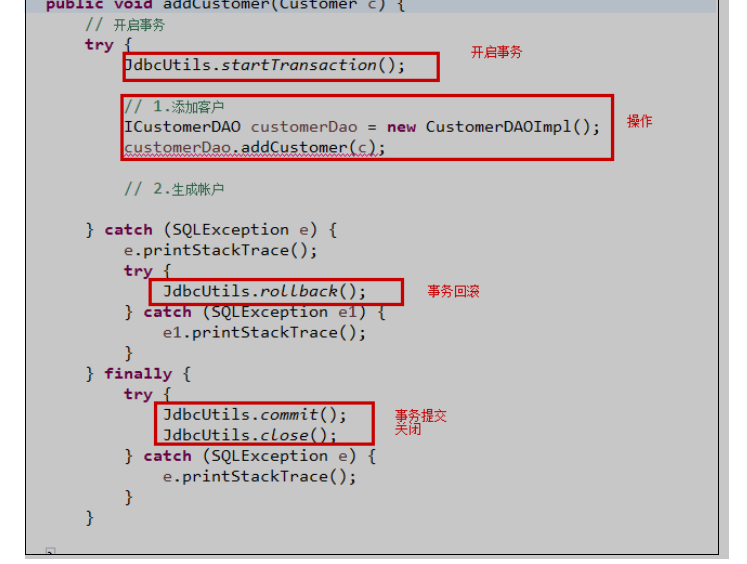 public void addCustomer(Customer c) {
// 开启事务
try {
JdbcUtils.startTransaction();
开启事务
// 1.添加客户
ICustomerDAO customerDao = new CustomerDAOImpl();
操作
customerDao.addCustomer(c);
// 2.生成帐户
} catch (SQLException e) {
e.printStackTrace();
try {
JdbcUtils.rollback();
事务回滚
} catch (SQLException e1) {
e1.printStackTrace();
}
} finally {
try {
JdbcUtils.commit();
事务提交
JdbcUtils.close();
关闭
} catch (SQLException e) {
e.printStackTrace();
}
}